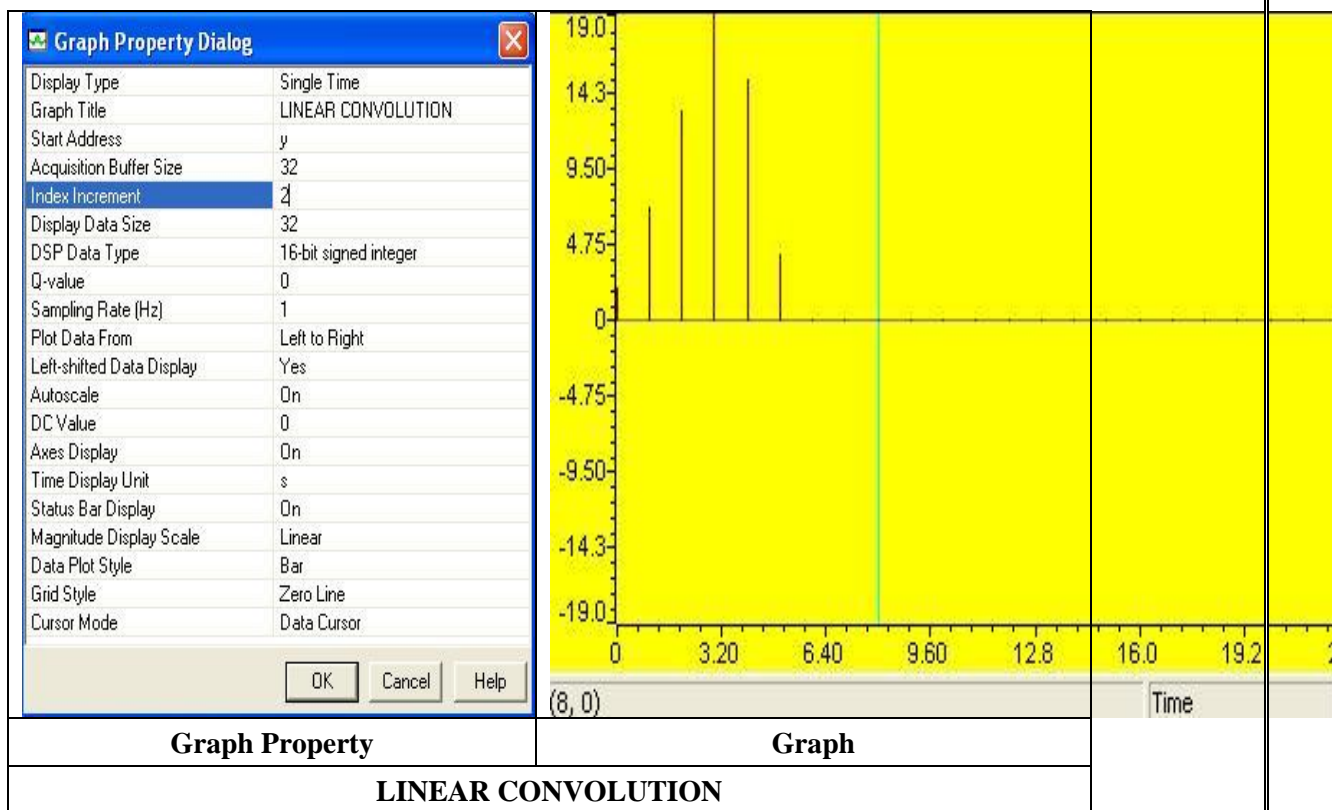 Graph Property Dialog
Display Type Single Time
Graph Title LINEAR CONVOLUTION
Start Address y
Acquisition Buffer Size 32
Index Increment 2
Display Data Size 32
DSP Data Type 16-bit signed integer
Q-value 0
Sampling Rate (Hz) 1
Plot Data From Left to Right
Left-shifted Data Display Yes
Autoscale On
DC Value 0
Axes Display On
Time Display Unit s
Status Bar Display On
Magnitude Display Scale Linear
Data Plot Style Bar
Grid Style Zero Line
Cursor Mode Data Cursor
OK Cancel Help
19.0
14.3
9.50
4.75
0
-4.75
-9.50
-14.3
-19.0
0 3.20 6.40 9.60 12.8 16.0 19.2
(8, 0) Time
Graph Property Graph
LINEAR CONVOLUTION